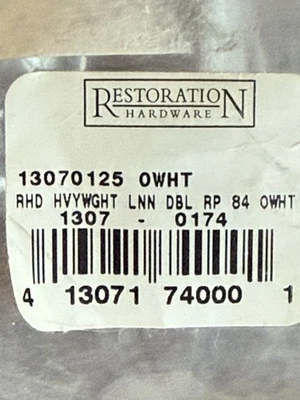 RESTORATION
HARDWARE
13070125 OWHT
RHD HVYWGHT LNN DBL RP 84 OWHT
1307 - 0174
4 13071 74000 1